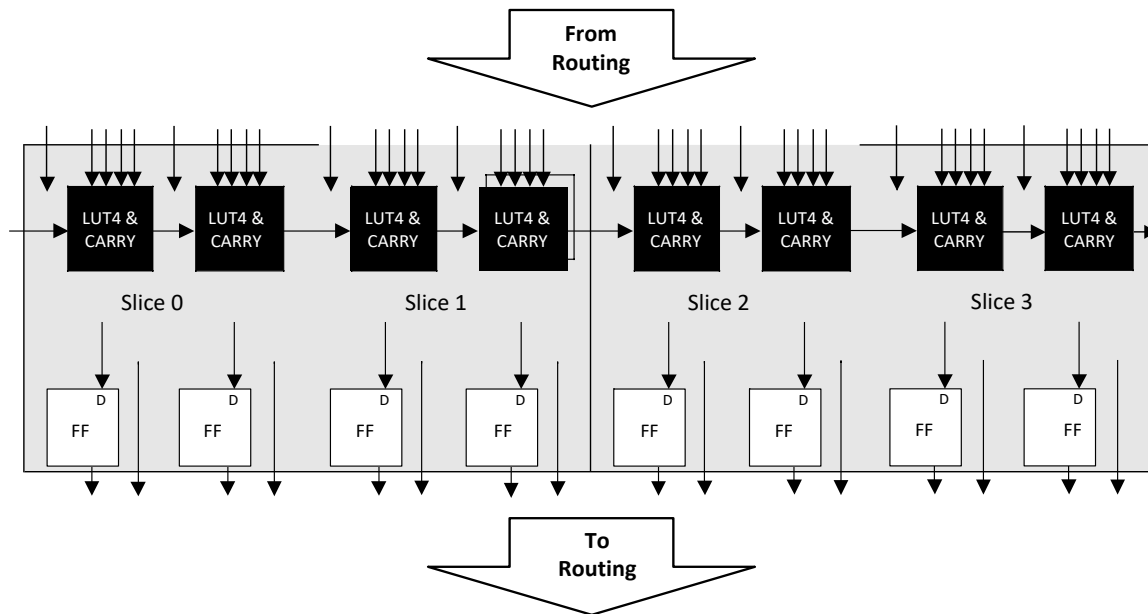 From
Routing
LUT4 &
CARRY
LUT4 &
CARRY
LUT4 &
CARRY
LUT4 &
CARRY
LUT4 &
CARRY
LUT4 &
CARRY
LUT4 &
CARRY
LUT4 &
CARRY
Slice 0
Slice 1
Slice 2
Slice 3
D
FF
D
FF
D
FF
D
FF
D
FF
D
FF
D
FF
D
FF
To
Routing